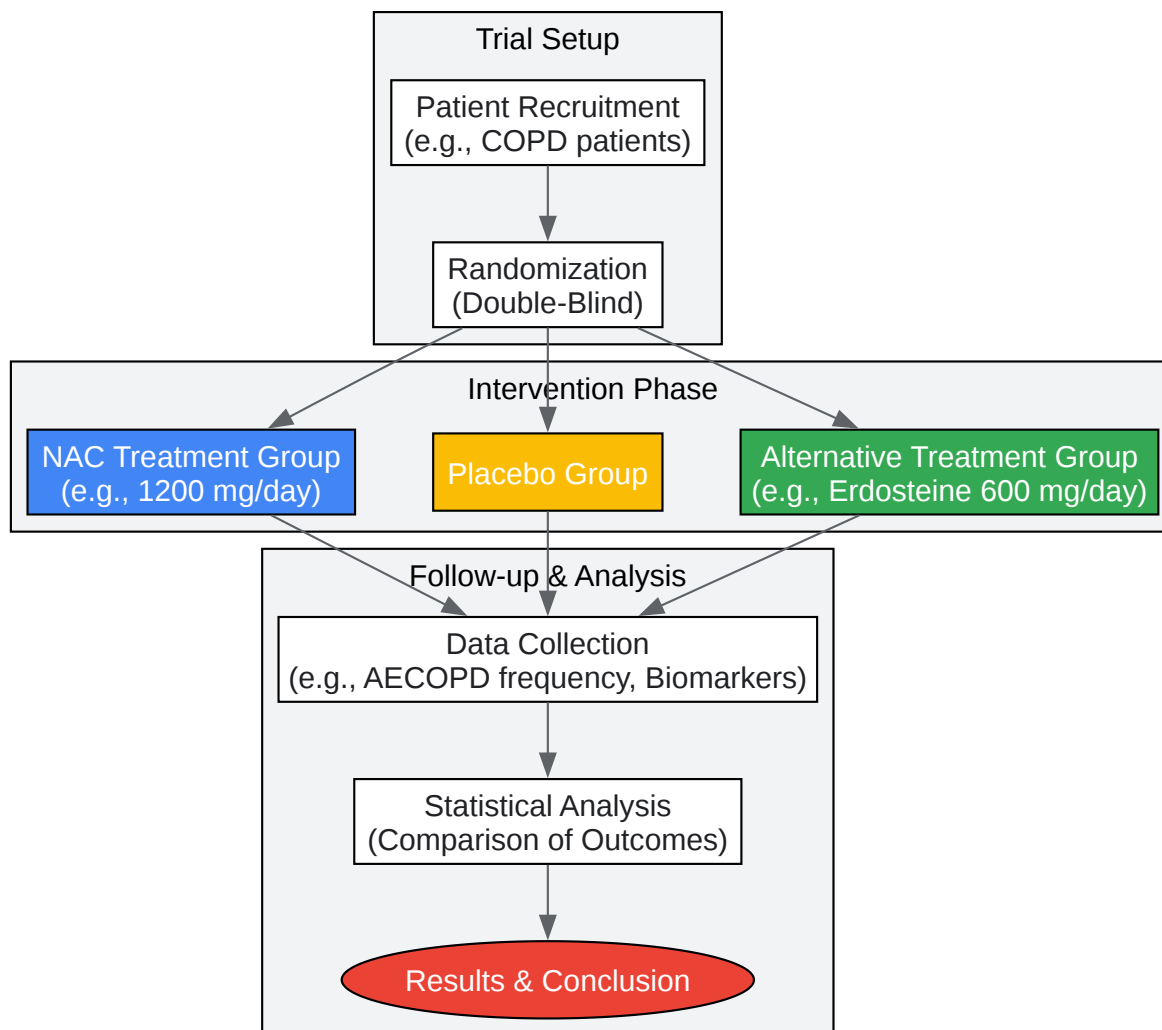 Trial Setup
Patient Recruitment
(e.g., COPD patients)
Randomization
(Double-Blind)
Intervention Phase
NAC Treatment Group
(e.g., 1200 mg/day)
Placebo Group
Alternative Treatment Group
(e.g., Erdosteine 600 mg/day)
Follow-up & Analysis
Data Collection
(e.g., AECOPD frequency, Biomarkers)
Statistical Analysis
(Comparison of Outcomes)
Results & Conclusion